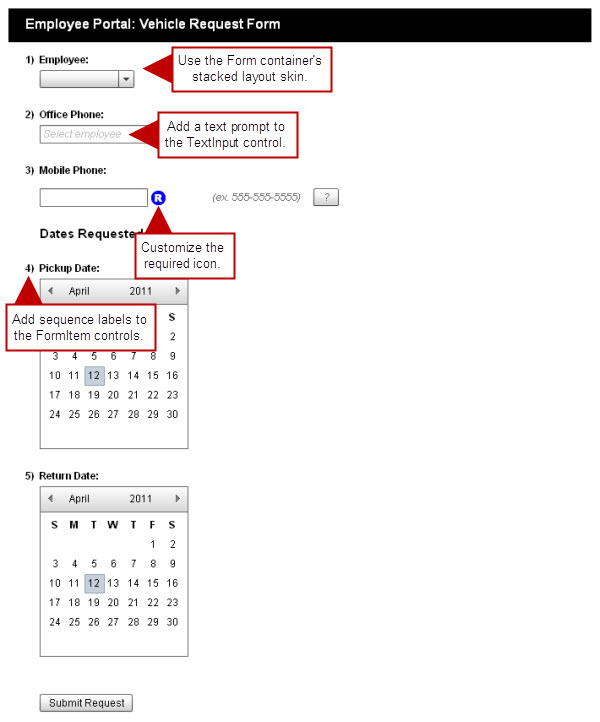 Employee Portal: Vehicle Request Form
1) Employee:
Use the Form container's
stacked layout skin.
2) Office Phone:
Select employee
Add a text prompt to
the TextInput control.
3) Mobile Phone:
R (ex. 555-555-5555) ?
Dates Requested
Customize the
required icon.
4) Pickup Date:
April 2011
S
2
Add sequence labels to
the FormItem controls.
3 4 5 6 7 8 9
10 11 12 13 14 15 16
17 18 19 20 21 22 23
24 25 26 27 28 29 30
5) Return Date:
April 2011
S M T W T F S
1 2
3 4 5 6 7 8 9
10 11 12 13 14 15 16
17 18 19 20 21 22 23
24 25 26 27 28 29 30
Submit Request